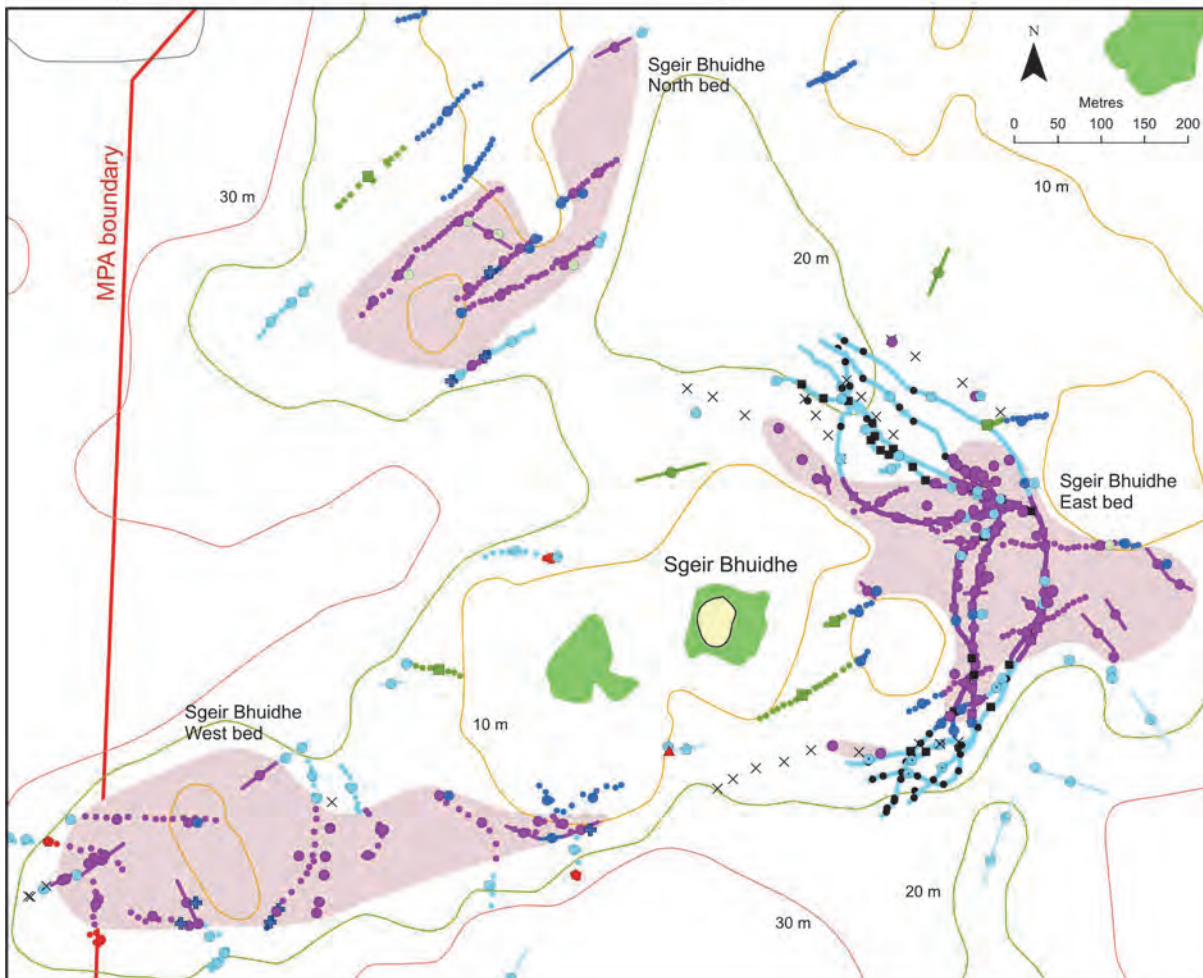 Sgeir Bhuidhe
North bed
N
Metres
0 50 100 150 200
MPA boundary
30 m
10 m
20 m
Sgeir Bhuidhe
East bed
Sgeir Bhuidhe
Sgeir Bhuidhe
West bed
10 m
20 m
30 m